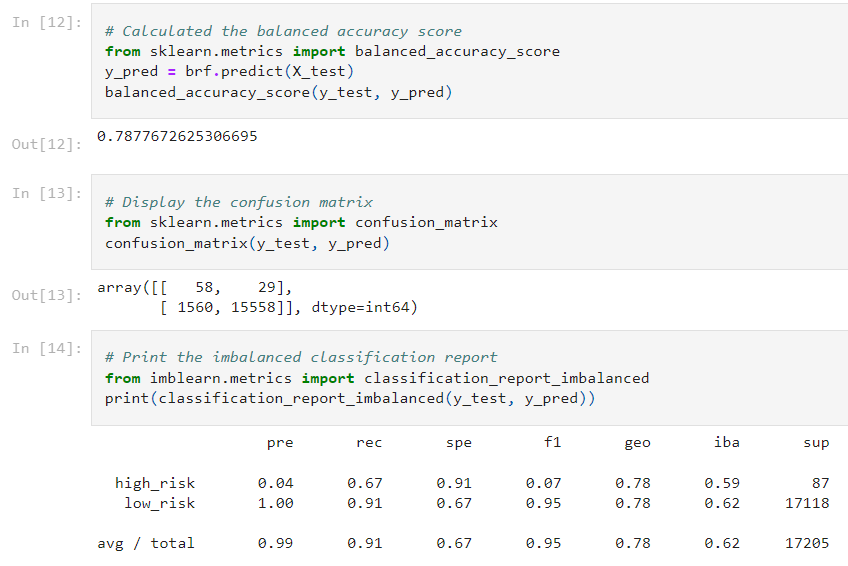 In [12]:
# Calculated the balanced accuracy score
from sklearn.metrics import balanced_accuracy_score
y_pred = brf.predict(X_test)
balanced_accuracy_score(y_test, y_pred)
Out[12]:
0.7877672625306695
In [13]:
# Display the confusion matrix
from sklearn.metrics import confusion_matrix
confusion_matrix(y_test, y_pred)
Out[13]:
array([[   58,    29],
       [ 1560, 15558]], dtype=int64)
In [14]:
# Print the imbalanced classification report
from imblearn.metrics import classification_report_imbalanced
print(classification_report_imbalanced(y_test, y_pred))
                   pre       rec       spe        f1       geo       iba       sup
  high_risk       0.04      0.67      0.91      0.07      0.78      0.59        87
   low_risk       1.00      0.91      0.67      0.95      0.78      0.62     17118
avg / total       0.99      0.91      0.67      0.95      0.78      0.62     17205